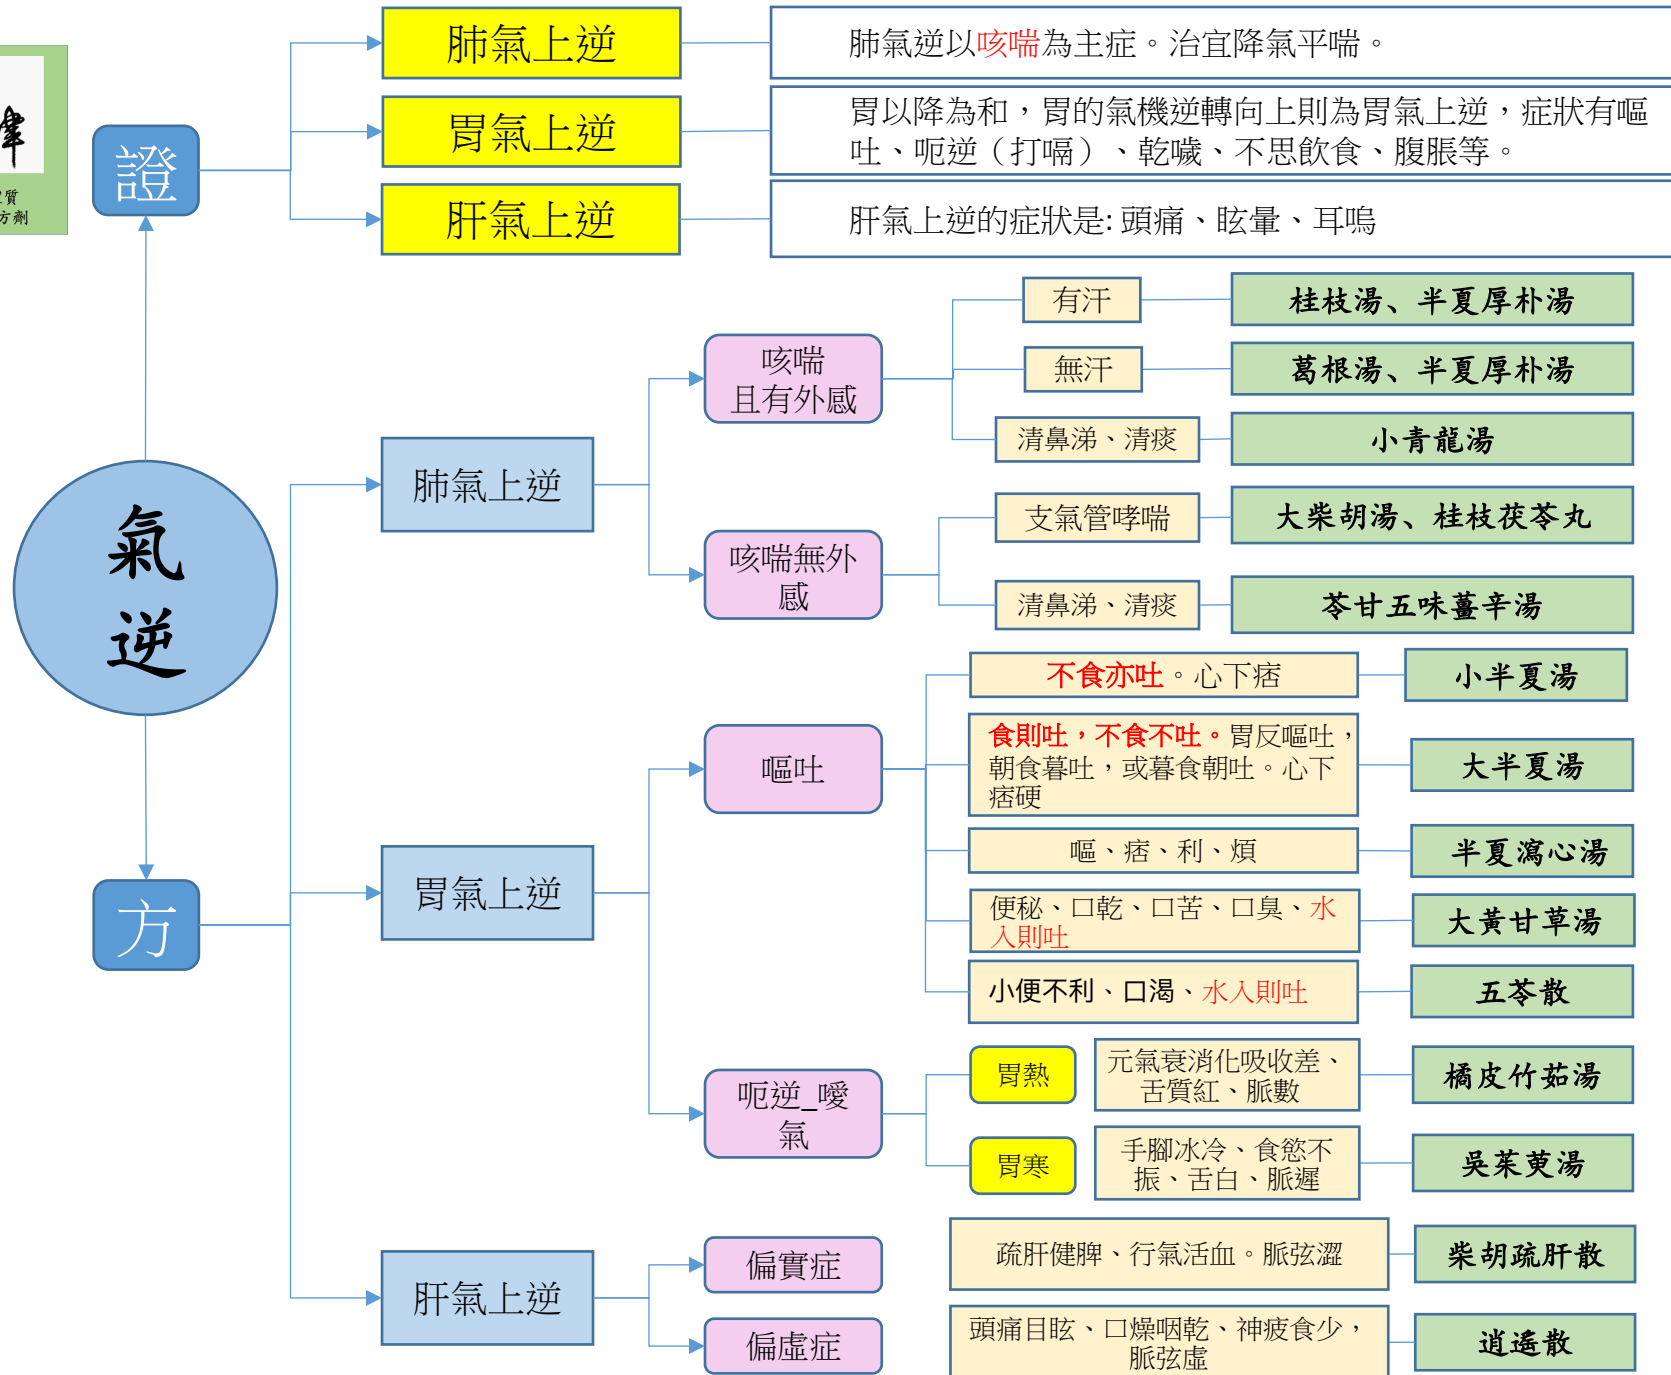 肺氣上逆
肺氣逆以咳喘為主症。治宜降氣平喘。
胃氣上逆
胃以降為和，胃的氣機逆轉向上則為胃氣上逆，症狀有嘔
吐、呃逆（打嗝）、乾噦、不思飲食、腹脹等。
證
肝氣上逆
肝氣上逆的症狀是:頭痛、眩暈、耳鳴
質
方劑
氣
逆
方
肺氣上逆
咳喘
且有外感
有汗
桂枝湯、半夏厚朴湯
無汗
葛根湯、半夏厚朴湯
清鼻涕、清痰
小青龍湯
咳喘無外
感
支氣管哮喘
大柴胡湯、桂枝茯苓丸
清鼻涕、清痰
苓甘五味薑辛湯
胃氣上逆
嘔吐
不食亦吐。心下痞
小半夏湯
食則吐，不食不吐。胃反嘔吐，
朝食暮吐，或暮食朝吐。心下
痞硬
大半夏湯
嘔、痞、利、煩
半夏瀉心湯
便秘、口乾、口苦、口臭、水
入則吐
大黃甘草湯
小便不利、口渴、水入則吐
五苓散
呃逆_噯
氣
胃熱
元氣衰消化吸收差、
舌質紅、脈數
橘皮竹茹湯
胃寒
手腳冰冷、食慾不
振、舌白、脈遲
吳茱萸湯
肝氣上逆
偏實症
疏肝健脾、行氣活血。脈弦澀
柴胡疏肝散
偏虛症
頭痛目眩、口燥咽乾、神疲食少，
脈弦虛
逍遙散